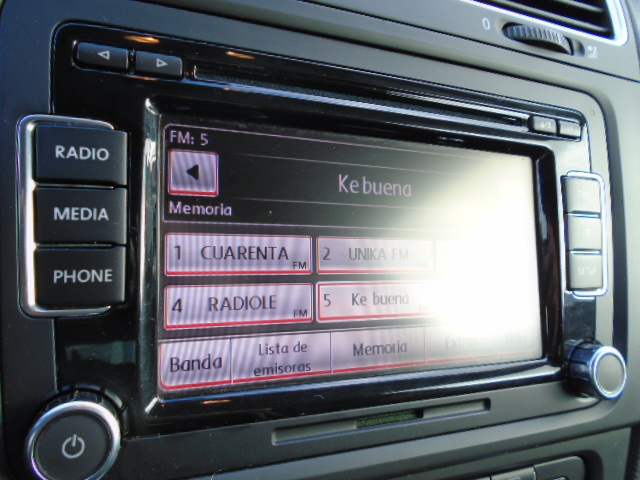 0
RADIO
MEDIA
PHONE
FM: 5
Ke buena
Memoria
1 CUARENTA FM
2 UNIKA FM
4 RADIOLE FM
5 Ke buena
Banda
Lista de
emisoras
Memoria